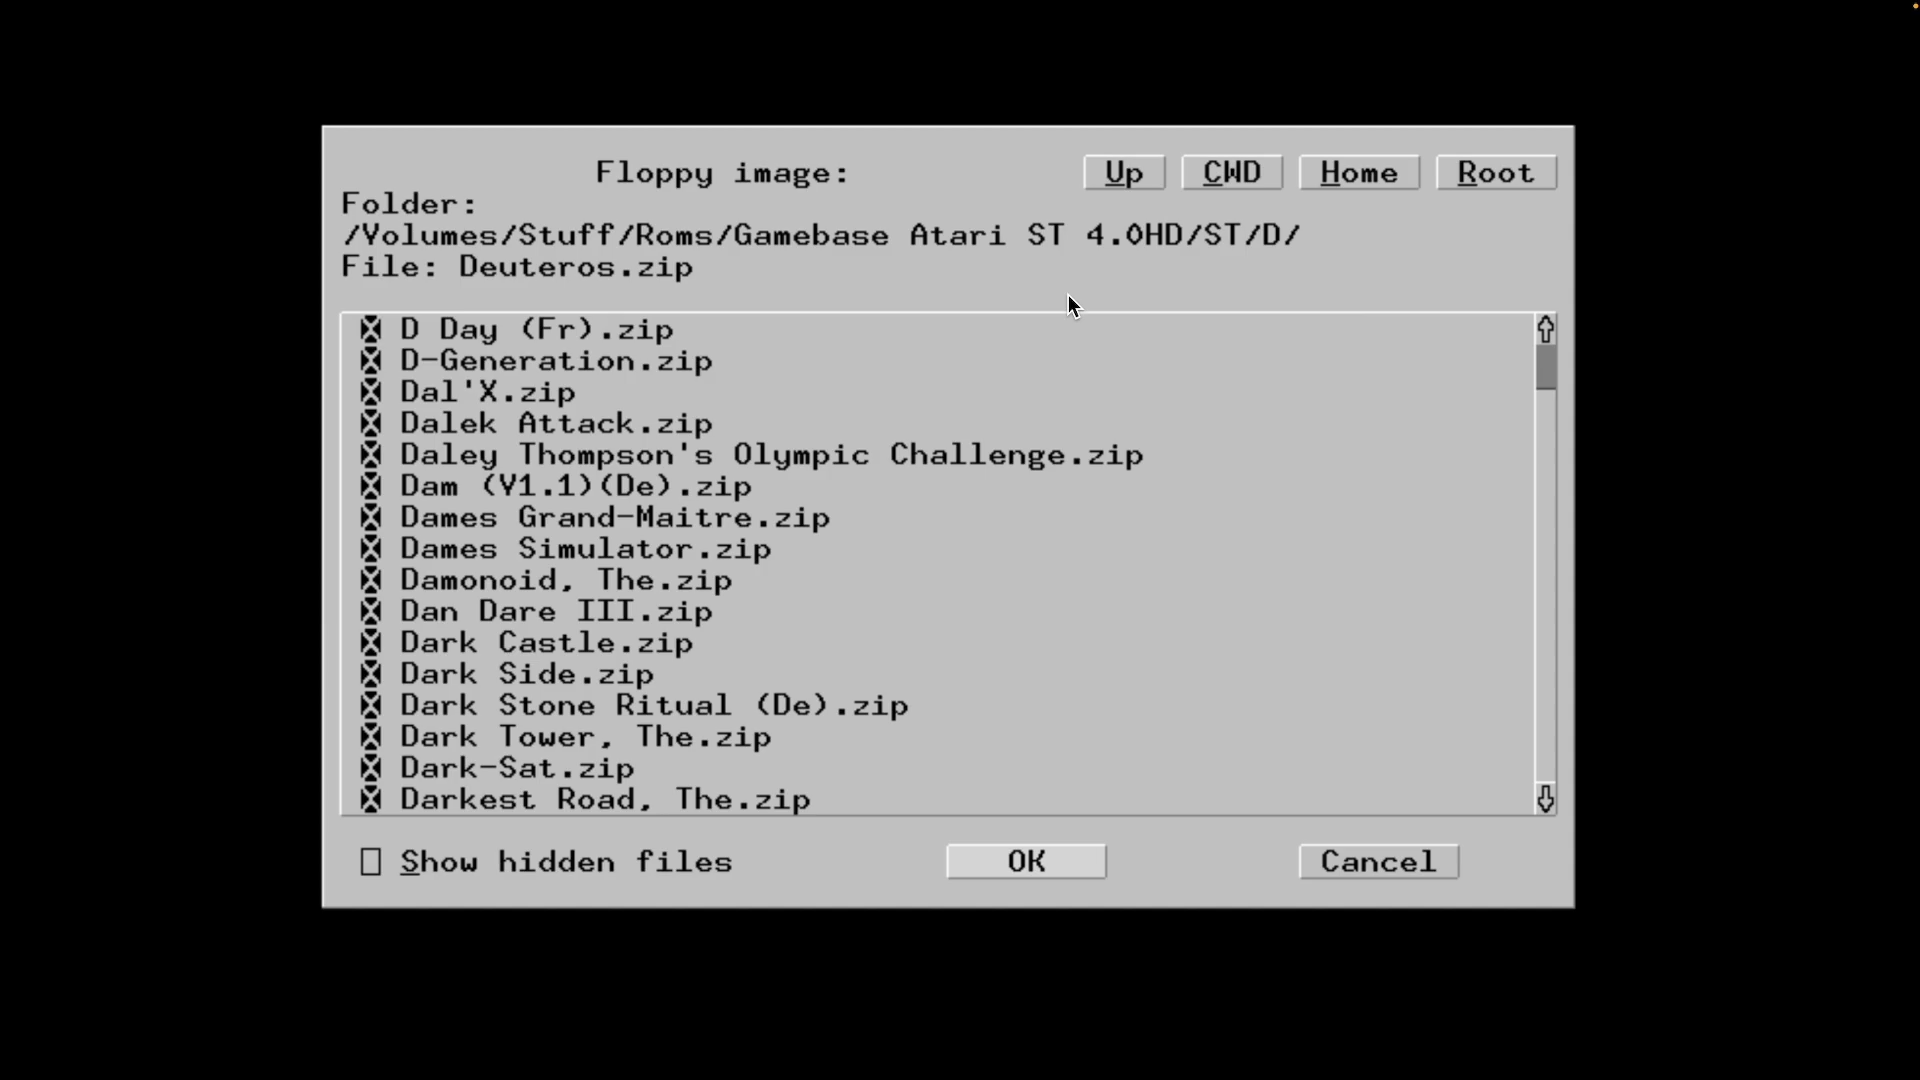 Floppy image: Up CWD Home Root
Folder:
/Volumes/Stuff/Roms/Gamebase Atari ST 4.0HD/ST/D/
File: Deuteros.zip
D Day (Fr).zip
D-Generation.zip
Dal'X.zip
Dalek Attack.zip
Daley Thompson's Olympic Challenge.zip
Dam (V1.1)(De).zip
Dames Grand-Maitre.zip
Dames Simulator.zip
Damonoid, The.zip
Dan Dare III.zip
Dark Castle.zip
Dark Side.zip
Dark Stone Ritual (De).zip
Dark Tower, The.zip
Dark-Sat.zip
Darkest Road, The.zip
Show hidden files OK Cancel